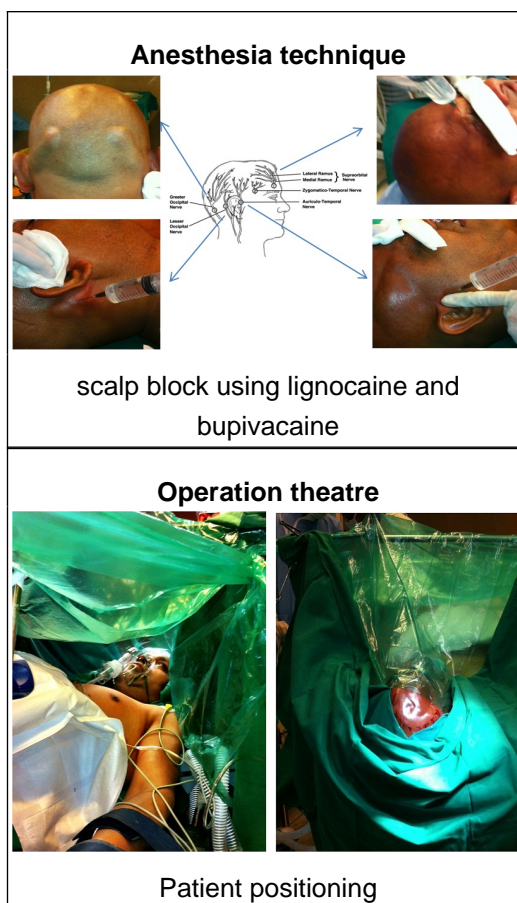 Anesthesia technique
Lateral Ramus
Medial Ramus
} Supraorbital
Nerve
Zygomatico-Temporal Nerve
Auriculo-Temporal
Nerve
Greater
Occipital
Nerve
Lesser
Occipital
Nerve
scalp block using lignocaine and
bupivacaine
Operation theatre
Patient positioning